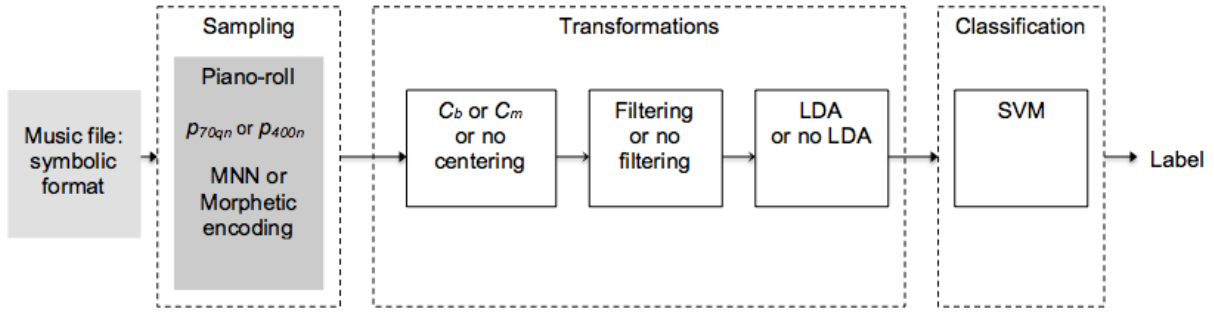 Sampling
Piano-roll
p70qn or p400n
MNN or
Morphetic
encoding
Music file:
symbolic
format
Transformations
Cb or Cm
or no
centering
Filtering
or no
filtering
LDA
or no LDA
Classification
SVM
Label